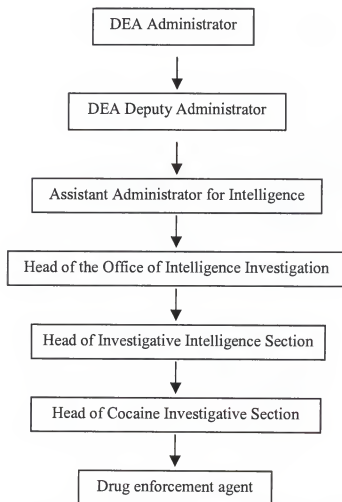 DEA Administrator
DEA Deputy Administrator
Assistant Administrator for Intelligence
Head of the Office of Intelligence Investigation
Head of Investigative Intelligence Section
Head of Cocaine Investigative Section
Drug enforcement agent